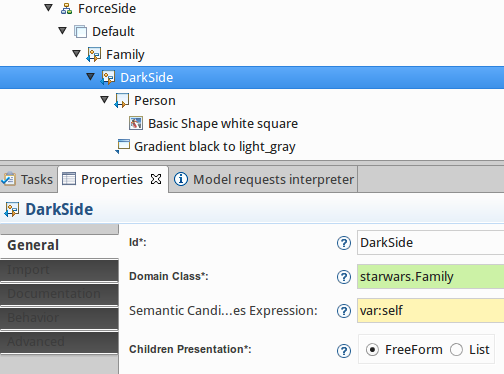 ForceSide
Default
Family
DarkSide
Person
Basic Shape white square
Gradient black to light_gray
Tasks
Properties
Model requests interpreter
DarkSide
General
Id*:
DarkSide
Import
Domain Class*:
starwars.Family
Documentation
Semantic Candi...es Expression:
var:self
Behavior
Advanced
Children Presentation*:
FreeForm
List